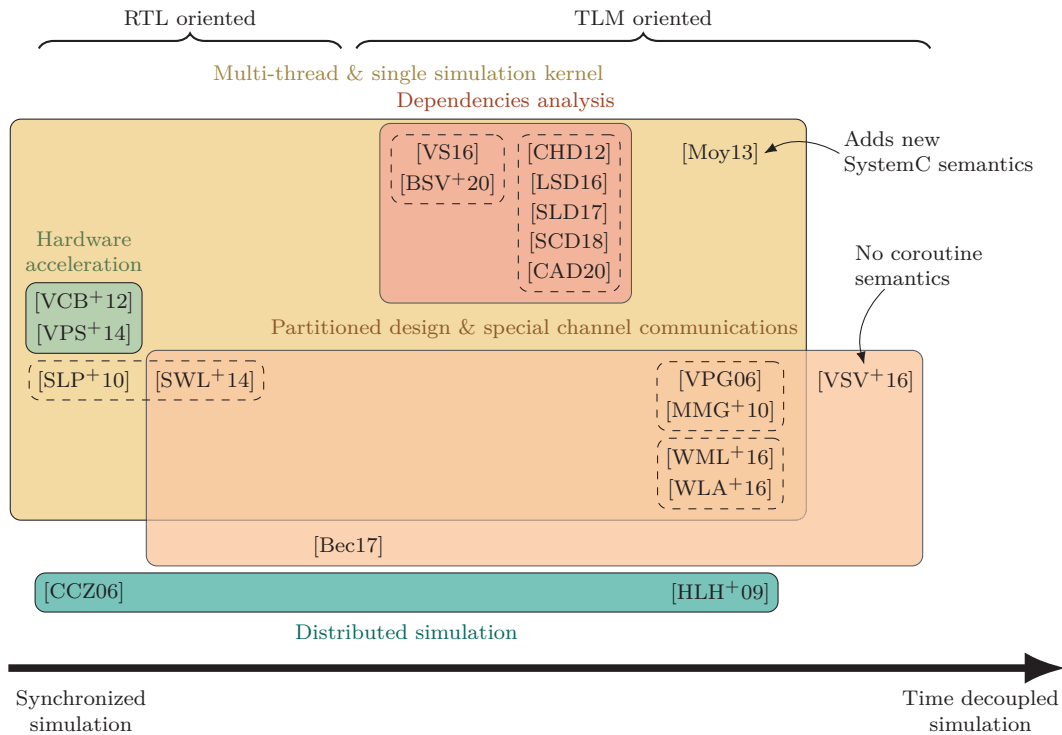 RTL oriented
TLM oriented
Multi-thread & single simulation kernel
Dependencies analysis
[VS16]
[BSV+20]
[CHD12]
[LSD16]
[SLD17]
[SCD18]
[CAD20]
[Moy13]
Adds new
SystemC semantics
Hardware
acceleration
[VCB+12]
[VPS+14]
No coroutine
semantics
Partitioned design & special channel communications
[SLP+10]
[SWL+14]
[VPG06]
[MMG+10]
[VSV+16]
[WML+16]
[WLA+16]
[Bec17]
[CCZ06]
[HLH+09]
Distributed simulation
Synchronized
simulation
Time decoupled
simulation